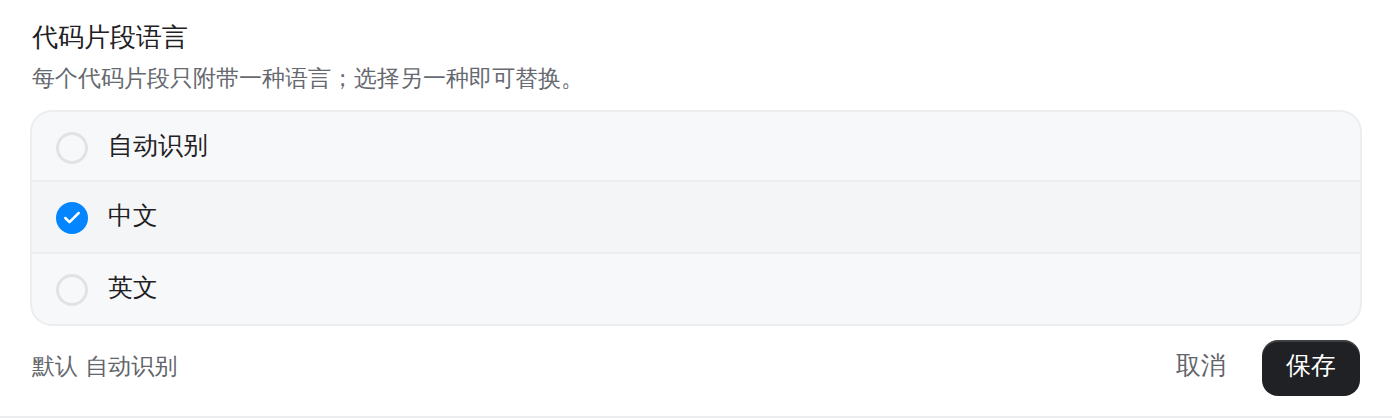 代码片段语言
每个代码片段只附带一种语言；选择另一种即可替换。
自动识别
中文
英文
默认 自动识别
取消
保存